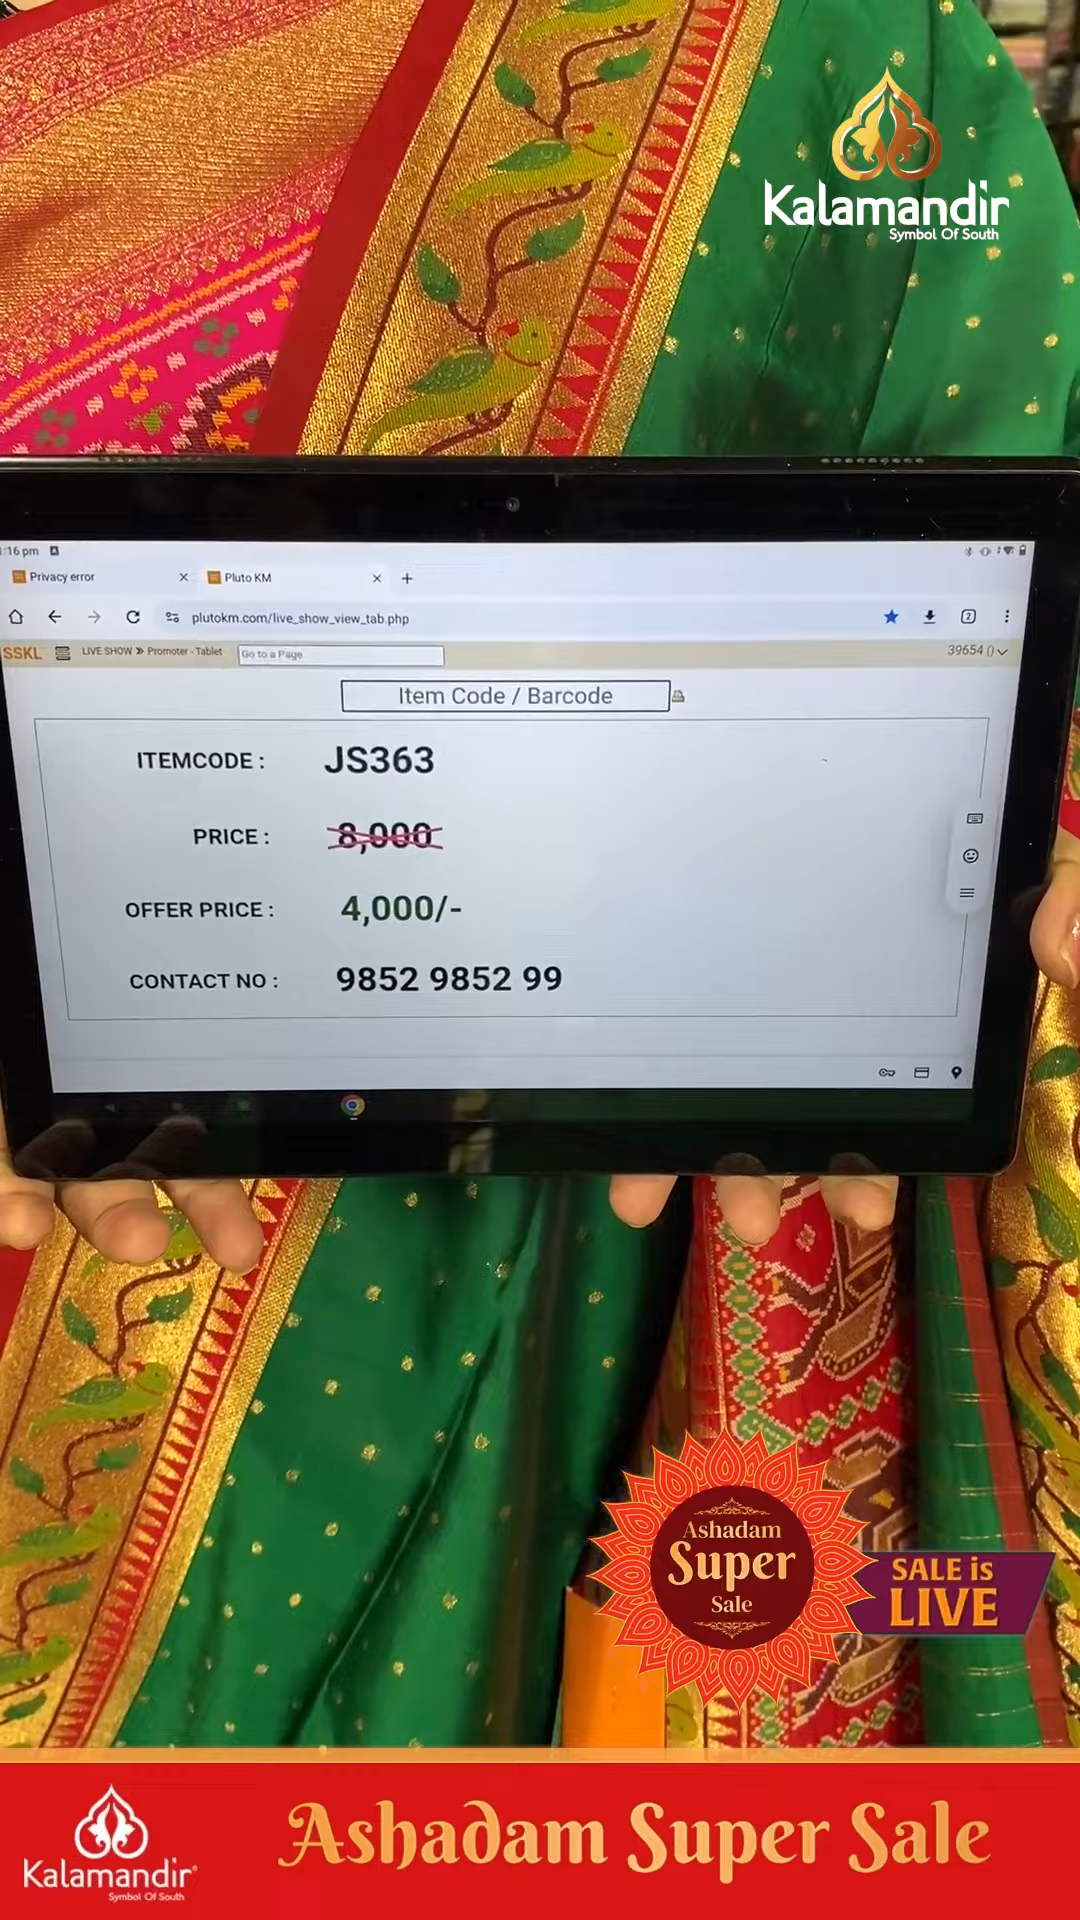 Kalamandir
Symbol Of South
:16 pm
Privacy error
Pluto KM
plutokm.com/live_show_view_tab.php
2
SSKL
LIVE SHOW » Promoter - Tablet
Go to a Page
39654 ()
Item Code / Barcode
ITEMCODE : JS363
PRICE : 8,000
OFFER PRICE : 4,000/-
CONTACT NO : 9852 9852 99
Ashadam
Super
Sale
SALE is
LIVE
Kalamandir
Symbol Of South
Ashadam Super Sale